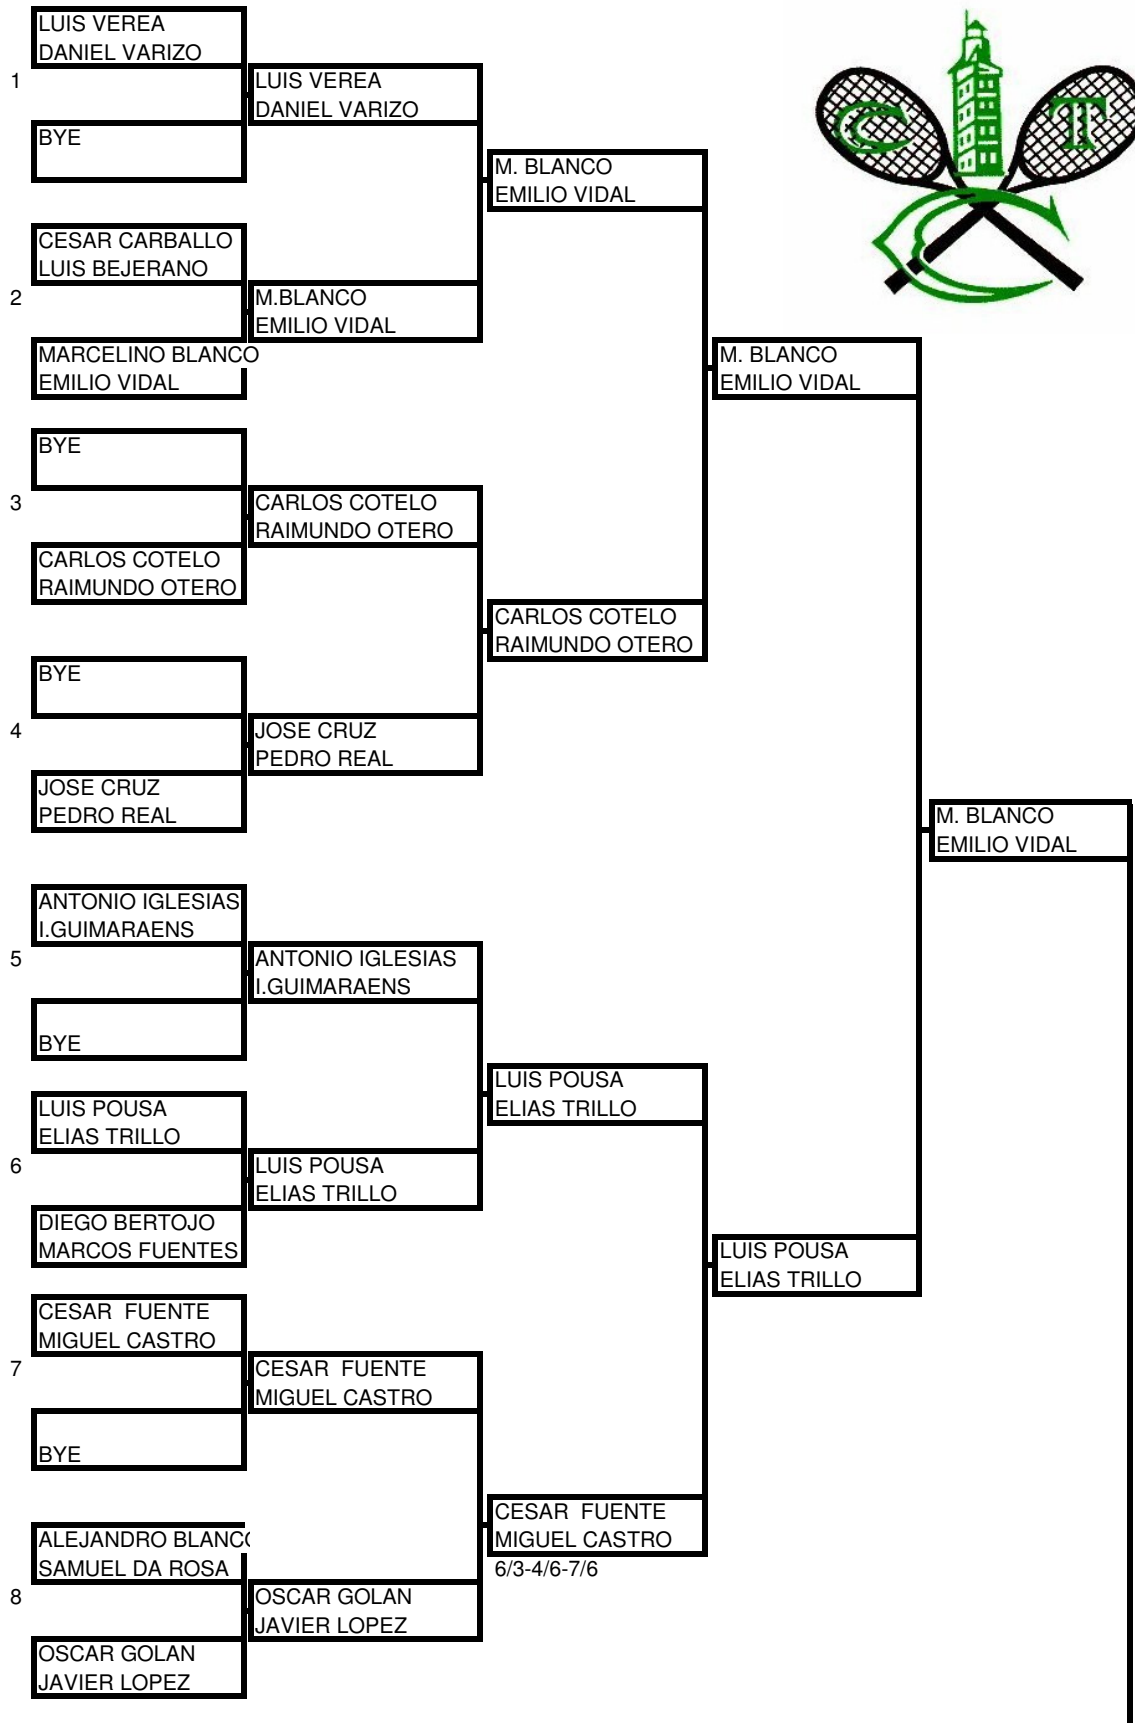 LUIS VEREA
DANIEL VARIZO
1
LUIS VEREA
DANIEL VARIZO
BYE
M. BLANCO
EMILIO VIDAL
CESAR CARBALLO
LUIS BEJERANO
2
M.BLANCO
EMILIO VIDAL
MARCELINO BLANCO
EMILIO VIDAL
M. BLANCO
EMILIO VIDAL
BYE
3
CARLOS COTELO
RAIMUNDO OTERO
CARLOS COTELO
RAIMUNDO OTERO
CARLOS COTELO
RAIMUNDO OTERO
BYE
4
JOSE CRUZ
PEDRO REAL
JOSE CRUZ
PEDRO REAL
M. BLANCO
EMILIO VIDAL
ANTONIO IGLESIAS
I.GUIMARAENS
5
ANTONIO IGLESIAS
I.GUIMARAENS
BYE
LUIS POUSA
ELIAS TRILLO
LUIS POUSA
ELIAS TRILLO
6
LUIS POUSA
ELIAS TRILLO
DIEGO BERTOJO
MARCOS FUENTES
LUIS POUSA
ELIAS TRILLO
CESAR  FUENTE
MIGUEL CASTRO
7
CESAR  FUENTE
MIGUEL CASTRO
BYE
CESAR  FUENTE
MIGUEL CASTRO
6/3-4/6-7/6
ALEJANDRO BLANCO
SAMUEL DA ROSA
8
OSCAR GOLAN
JAVIER LOPEZ
OSCAR GOLAN
JAVIER LOPEZ
C T
C